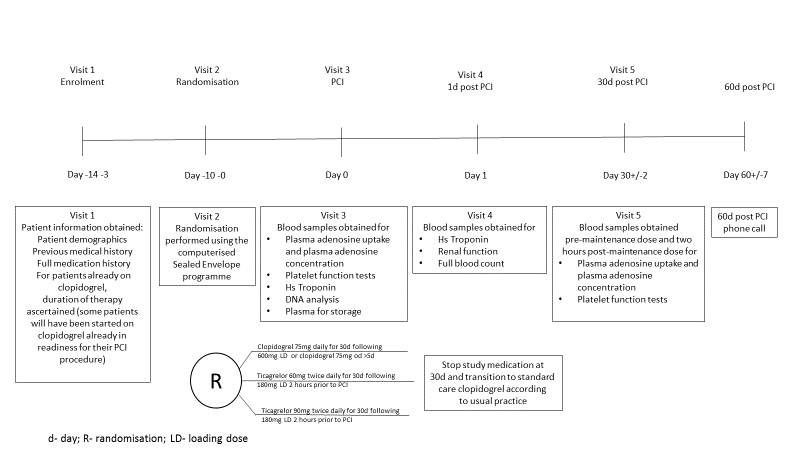 Visit 1
Enrolment
Visit 2
Randomisation
Visit 3
PCI
Visit 4
1d post PCI
Visit 5
30d post PCI
60d post PCI
Day -14 -3
Day -10 -0
Day 0
Day 1
Day 30+/-2
Day 60+/-7
Visit 1
Patient information obtained:
Patient demographics
Previous medical history
Full medication history
For patients already on
clopidogrel,
duration of therapy
ascertained (some patients
will have been started on
clopidogrel already in
readiness for their PCI
procedure)
Visit 2
Randomisation
performed using the
computerised
Sealed Envelope
programme
Visit 3
Blood samples obtained for
• Plasma adenosine uptake
and plasma adenosine
concentration
• Platelet function tests
• Hs Troponin
• DNA analysis
• Plasma for storage
Visit 4
Blood samples obtained for
• Hs Troponin
• Renal function
• Full blood count
Visit 5
Blood samples obtained
pre-maintenance dose and two
hours post-maintenance dose for
• Plasma adenosine uptake and
plasma adenosine
concentration
• Platelet function tests
60d post PCI
phone call
R
Clopidogrel 75mg daily for 30d following
600mg LD or clopidogrel 75mg od >5d
Ticagrelor 60mg twice daily for 30d following
180mg LD 2 hours prior to PCI
Ticagrelor 90mg twice daily for 30d following
180mg LD 2 hours prior to PCI
Stop study medication at
30d and transition to standard
care clopidogrel according
to usual practice
d- day; R- randomisation; LD- loading dose